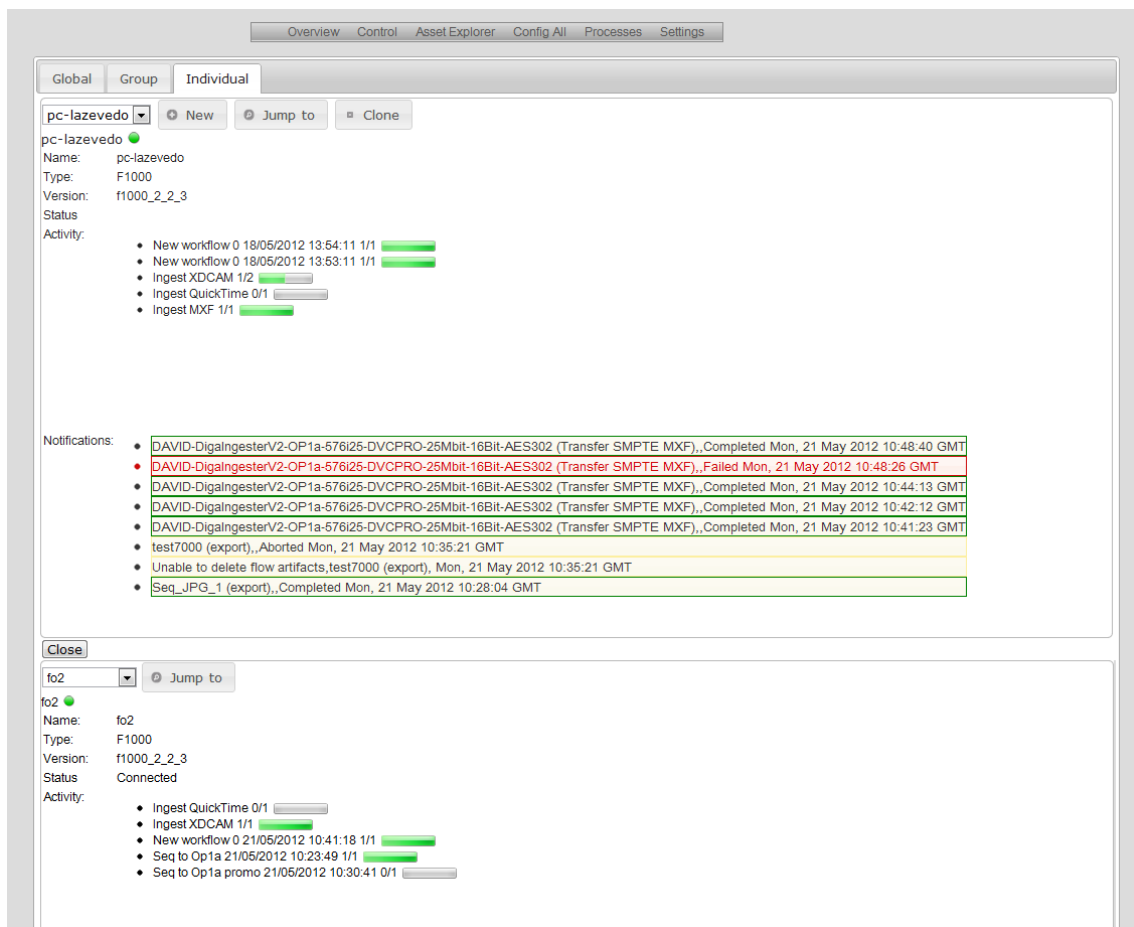 Overview Control Asset Explorer Config All Processes Settings
Global Group Individual
pc-lazevedo New Jump to Clone
pc-lazevedo
Name: pc-lazevedo
Type: F1000
Version: f1000_2_2_3
Status
Activity:
New workflow 0 18/05/2012 13:54:11 1/1
New workflow 0 18/05/2012 13:53:11 1/1
Ingest XDCAM 1/2
Ingest QuickTime 0/1
Ingest MXF 1/1
Notifications:
DAVID-DigaIngesterV2-OP1a-576i25-DVCPRO-25Mbit-16Bit-AES302 (Transfer SMPTE MXF),,Completed Mon, 21 May 2012 10:48:40 GMT
DAVID-DigaIngesterV2-OP1a-576i25-DVCPRO-25Mbit-16Bit-AES302 (Transfer SMPTE MXF),,Failed Mon, 21 May 2012 10:48:26 GMT
DAVID-DigaIngesterV2-OP1a-576i25-DVCPRO-25Mbit-16Bit-AES302 (Transfer SMPTE MXF),,Completed Mon, 21 May 2012 10:44:13 GMT
DAVID-DigaIngesterV2-OP1a-576i25-DVCPRO-25Mbit-16Bit-AES302 (Transfer SMPTE MXF),,Completed Mon, 21 May 2012 10:42:12 GMT
DAVID-DigaIngesterV2-OP1a-576i25-DVCPRO-25Mbit-16Bit-AES302 (Transfer SMPTE MXF),,Completed Mon, 21 May 2012 10:41:23 GMT
test7000 (export),,Aborted Mon, 21 May 2012 10:35:21 GMT
Unable to delete flow artifacts,test7000 (export), Mon, 21 May 2012 10:35:21 GMT
Seq_JPG_1 (export),,Completed Mon, 21 May 2012 10:28:04 GMT
Close
fo2 Jump to
fo2
Name: fo2
Type: F1000
Version: f1000_2_2_3
Status Connected
Activity:
Ingest QuickTime 0/1
Ingest XDCAM 1/1
New workflow 0 21/05/2012 10:41:18 1/1
Seq to Op1a 21/05/2012 10:23:49 1/1
Seq to Op1a promo 21/05/2012 10:30:41 0/1